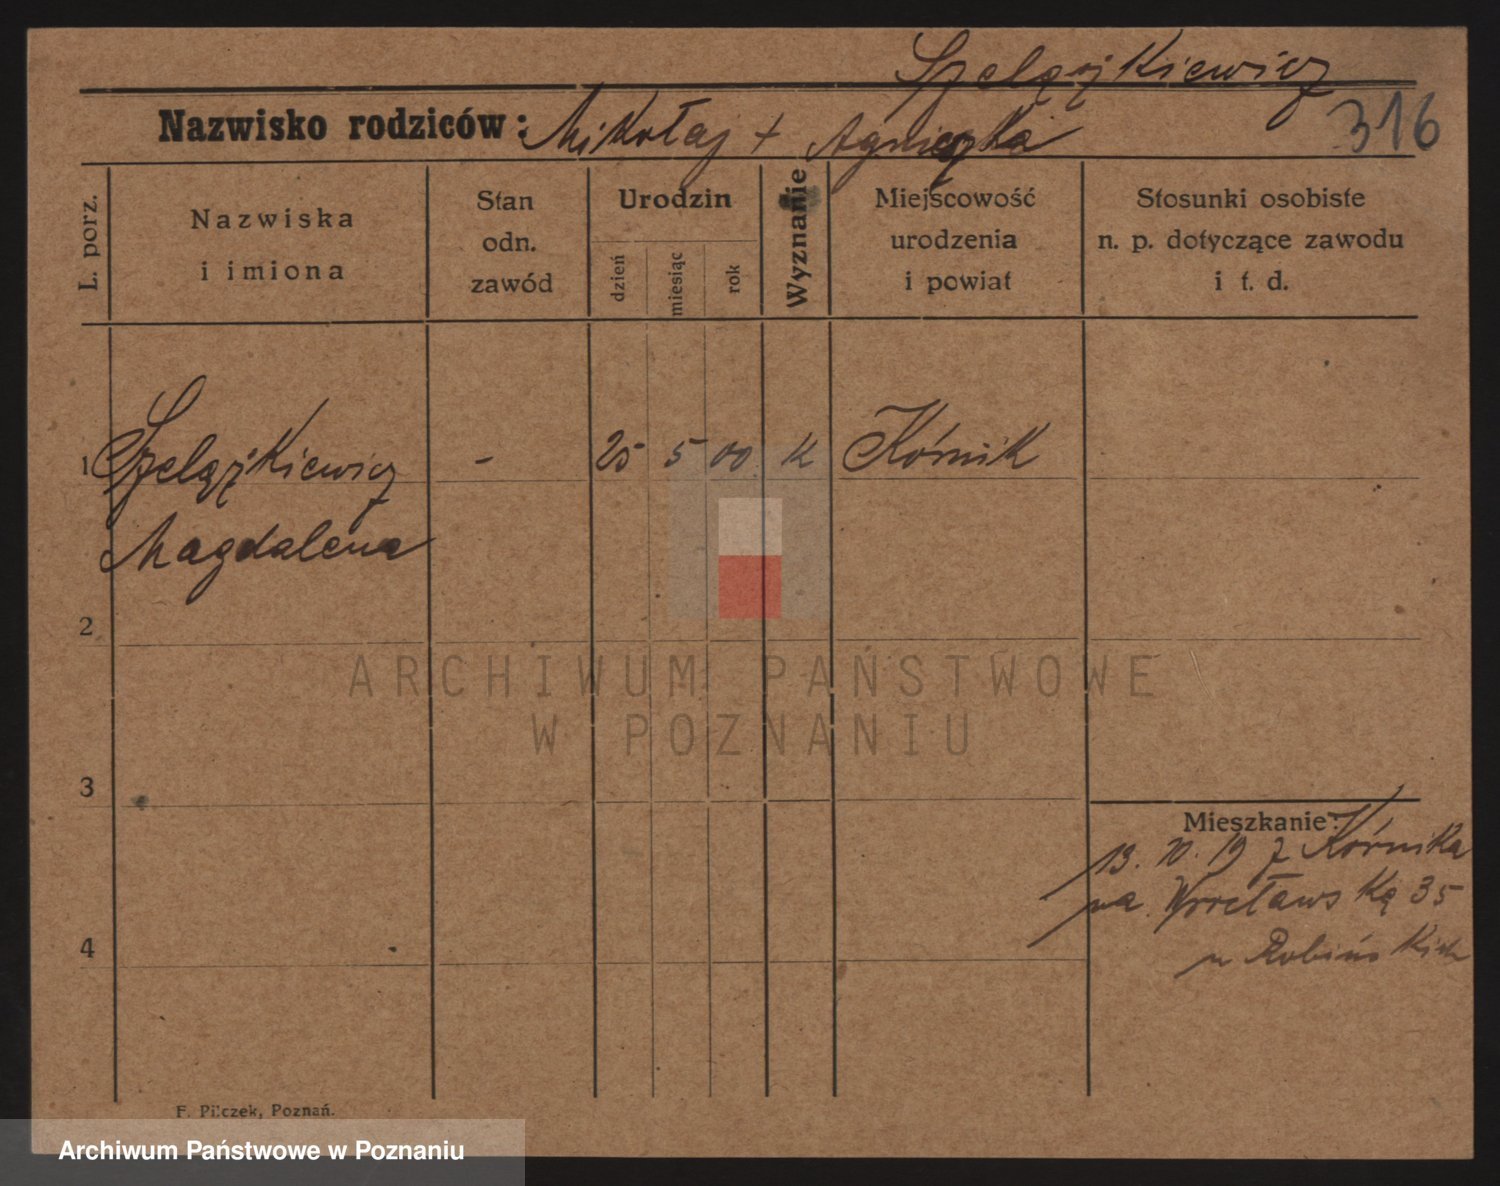 Szelążkiewicz
Nazwisko rodziców: Mikołaj + Agnieszka
316
L. porz.
Nazwiska
i imiona
Stan
odn.
zawód
Urodzin
dzień
miesiąc
rok
Wyznanie
Miejscowość
urodzenia
i powiat
Stosunki osobiste
n. p. dotyczące zawodu
i t. d.
1 Szelążkiewicz - 25 5 00 K Kórnik
Magdalena
2
ARCHIWUM PAŃSTWOWE
W POZNANIU
3
Mieszkanie:
13. 10. 19 z Kórnika
na Wrocławską 35
4
u Robińskich
F. Pilczek, Poznań.
Archiwum Państwowe w Poznaniu